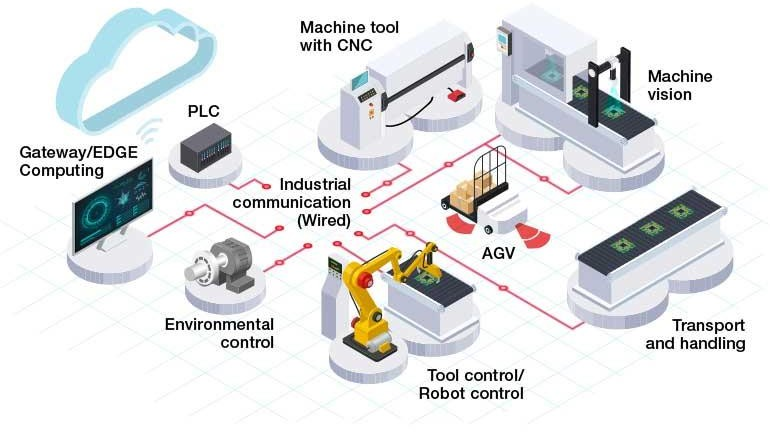 Machine tool
with CNC
Machine
vision
PLC
Gateway/EDGE
Computing
Industrial
communication
(Wired)
AGV
Environmental
control
Transport
and handling
Tool control/
Robot control